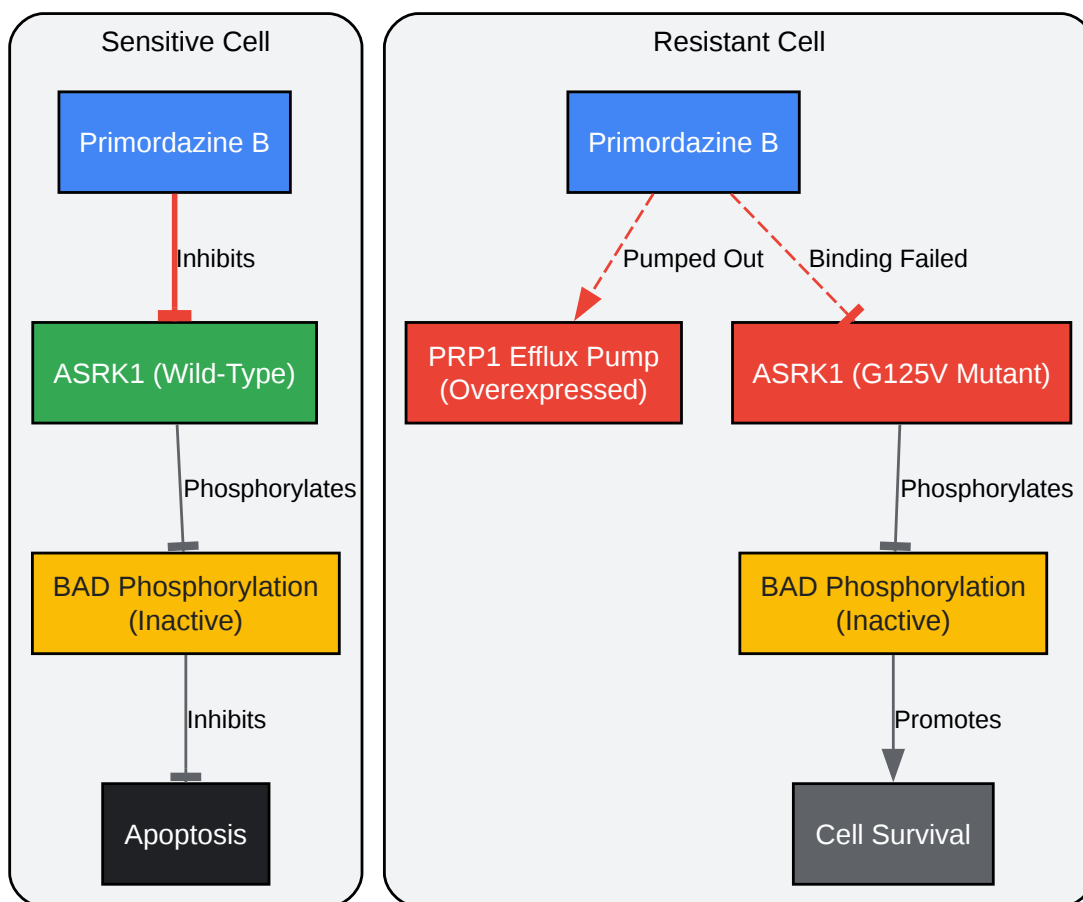 Sensitive Cell
Primordazine B
Inhibits
ASRK1 (Wild-Type)
Phosphorylates
BAD Phosphorylation
(Inactive)
Inhibits
Apoptosis
Resistant Cell
Primordazine B
Pumped Out
Binding Failed
PRP1 Efflux Pump
(Overexpressed)
ASRK1 (G125V Mutant)
Phosphorylates
BAD Phosphorylation
(Inactive)
Promotes
Cell Survival